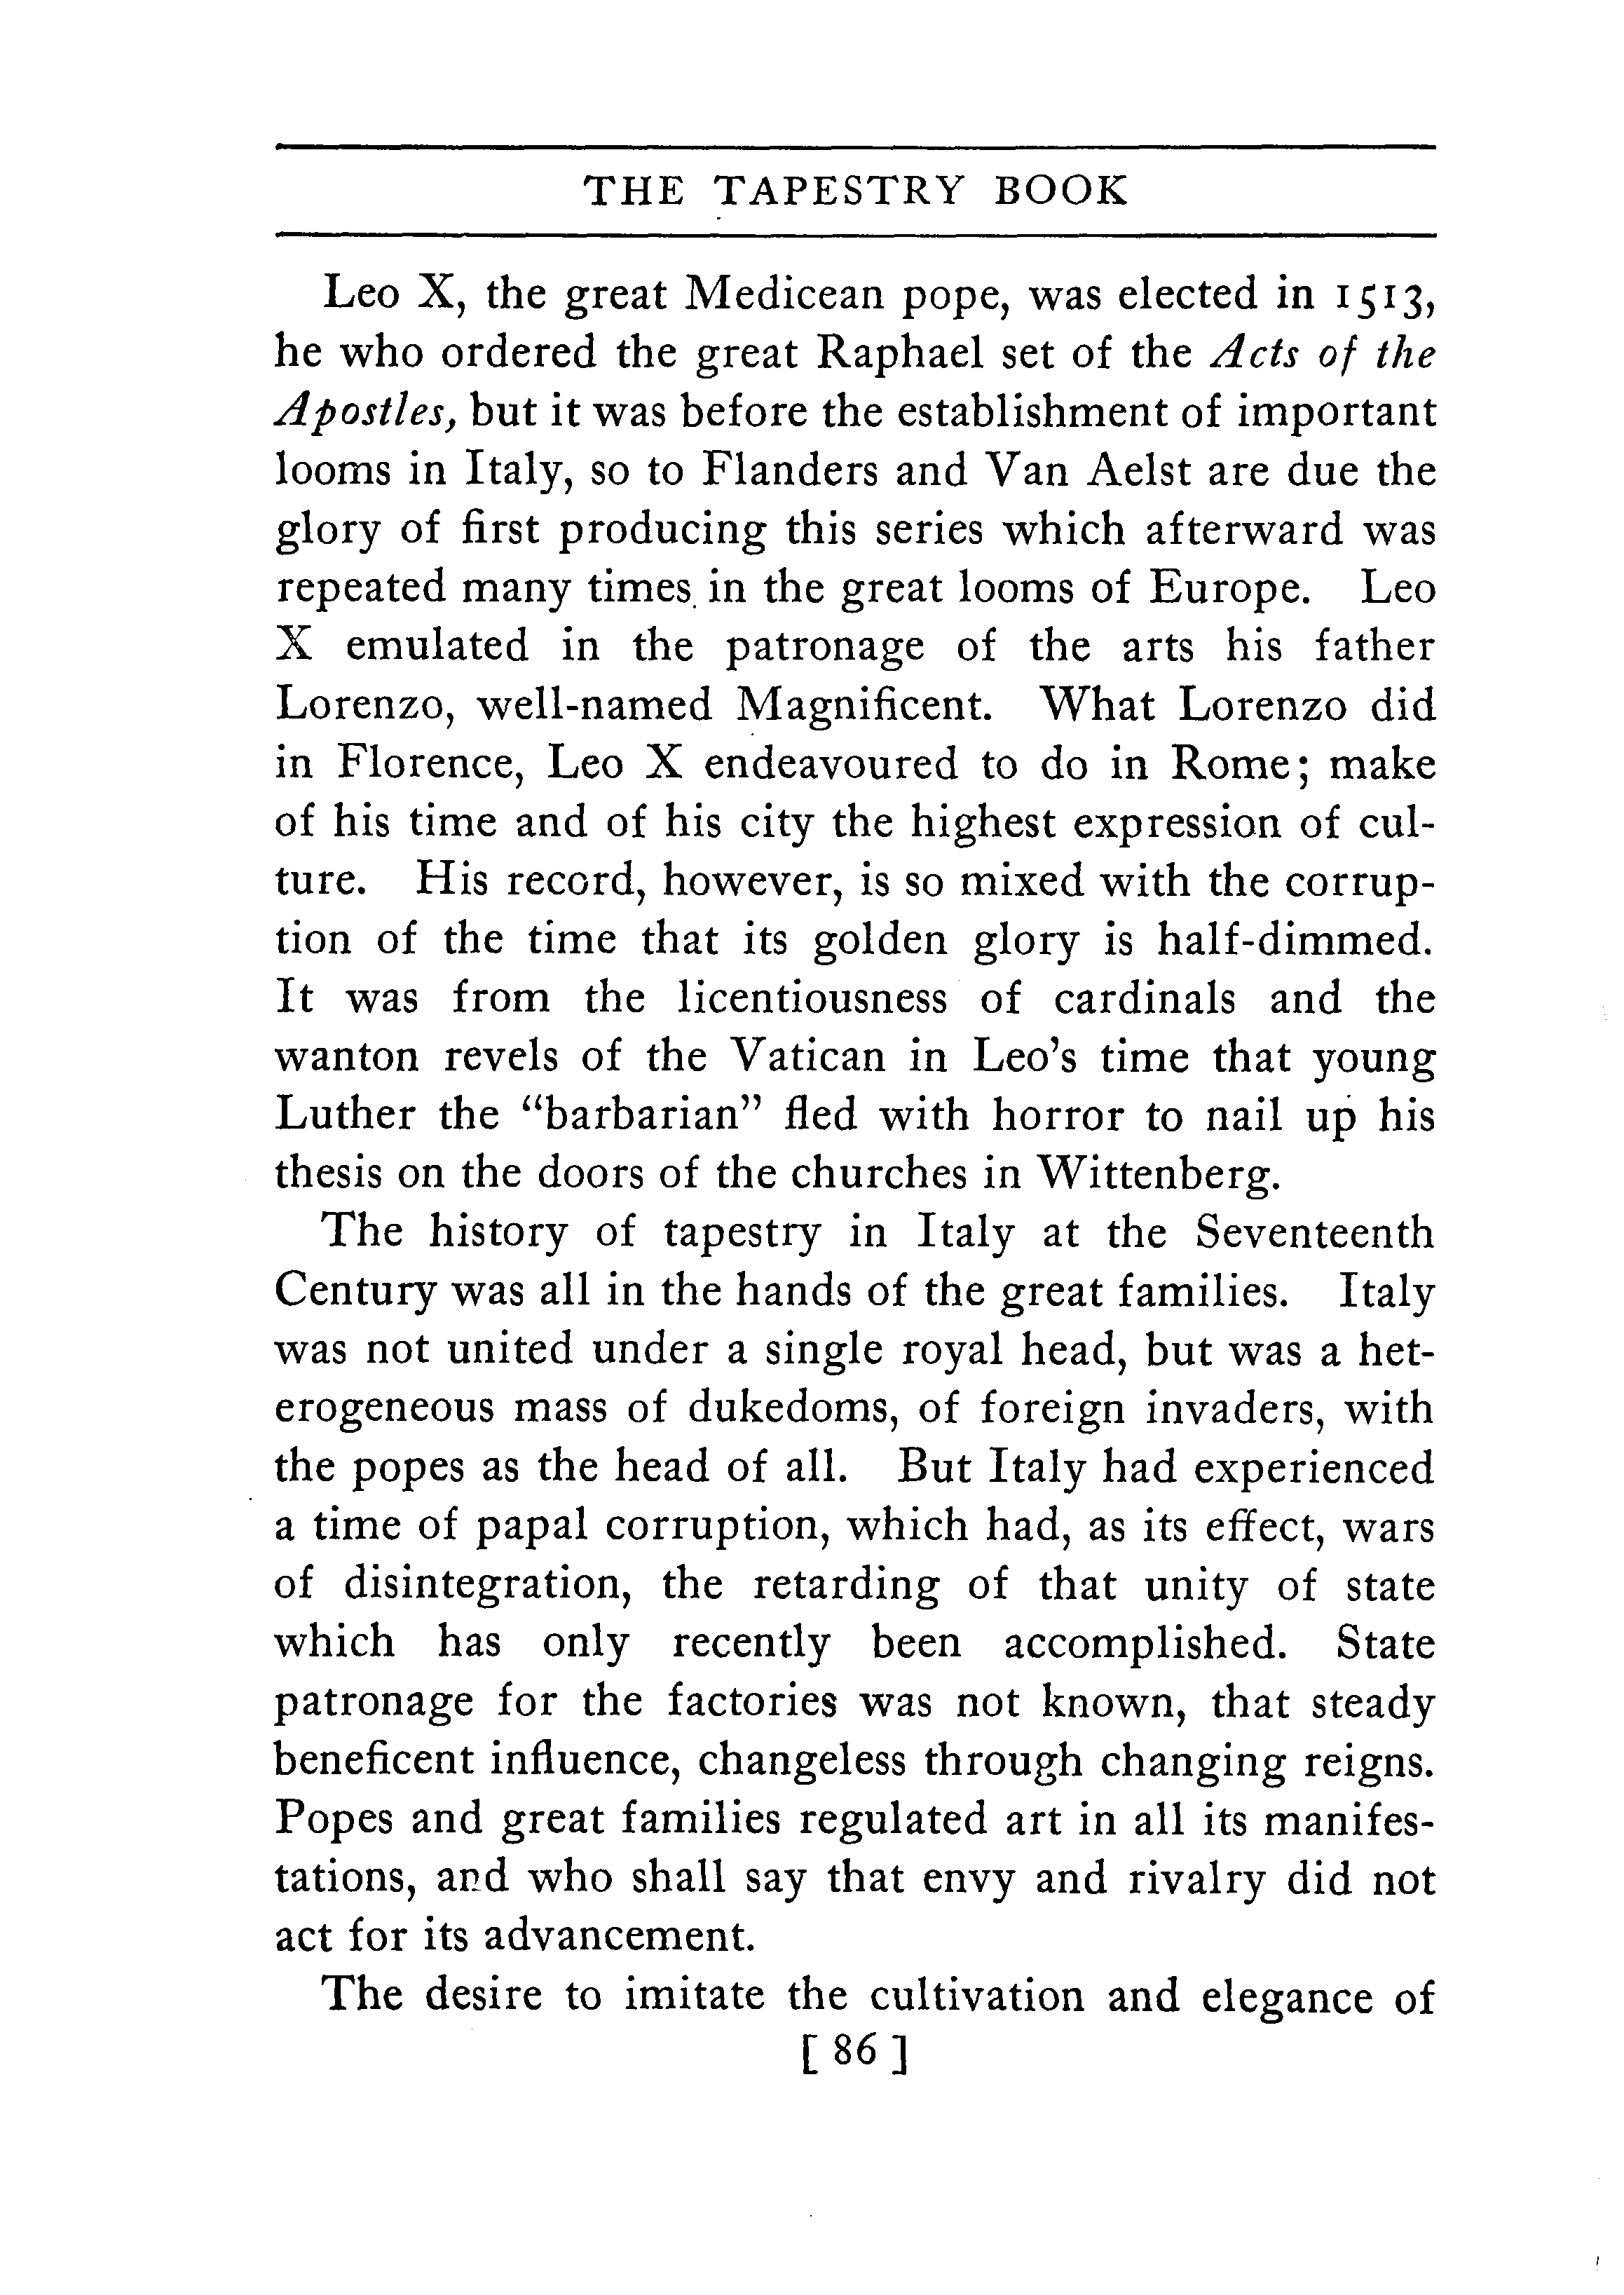 THE TAPESTRY BOOK
Leo X, the great Medicean pope, was elected in 1513,
he who ordered the great Raphael set of the Acts of the
Apostles, but it was before the establishment of important
looms in Italy, so to Flanders and Van Aelst are due the
glory of first producing this series which afterward was
repeated many times in the great looms of Europe. Leo
X emulated in the patronage of the arts his father
Lorenzo, well-named Magnificent. What Lorenzo did
in Florence, Leo X endeavoured to do in Rome; make
of his time and of his city the highest expression of cul-
ture. His record, however, is so mixed with the corrup-
tion of the time that its golden glory is half-dimmed.
It was from the licentiousness of cardinals and the
wanton revels of the Vatican in Leo's time that young
Luther the "barbarian" fled with horror to nail up his
thesis on the doors of the churches in Wittenberg.
The history of tapestry in Italy at the Seventeenth
Century was all in the hands of the great families. Italy
was not united under a single royal head, but was a het-
erogeneous mass of dukedoms, of foreign invaders, with
the popes as the head of all. But Italy had experienced
a time of papal corruption, which had, as its effect, wars
of disintegration, the retarding of that unity of state
which has only recently been accomplished. State
patronage for the factories was not known, that steady
beneficent influence, changeless through changing reigns.
Popes and great families regulated art in all its manifes-
tations, and who shall say that envy and rivalry did not
act for its advancement.
The desire to imitate the cultivation and elegance of
[ 86 ]